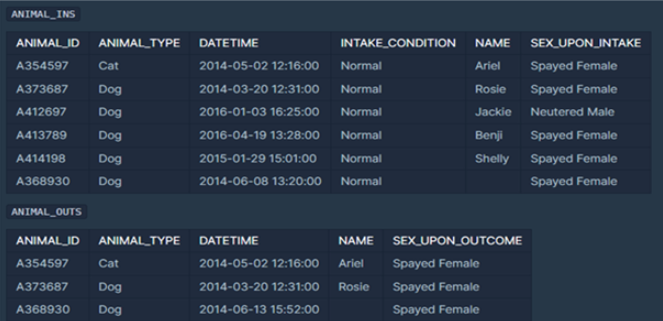 ANIMAL_INS
ANIMAL_ID ANIMAL_TYPE DATETIME INTAKE_CONDITION NAME SEX_UPON_INTAKE
A354597 Cat 2014-05-02 12:16:00 Normal Ariel Spayed Female
A373687 Dog 2014-03-20 12:31:00 Normal Rosie Spayed Female
A412697 Dog 2016-01-03 16:25:00 Normal Jackie Neutered Male
A413789 Dog 2016-04-19 13:28:00 Normal Benji Spayed Female
A414198 Dog 2015-01-29 15:01:00 Normal Shelly Spayed Female
A368930 Dog 2014-06-08 13:20:00 Normal Spayed Female
ANIMAL_OUTS
ANIMAL_ID ANIMAL_TYPE DATETIME NAME SEX_UPON_OUTCOME
A354597 Cat 2014-05-02 12:16:00 Ariel Spayed Female
A373687 Dog 2014-03-20 12:31:00 Rosie Spayed Female
A368930 Dog 2014-06-13 15:52:00 Spayed Female